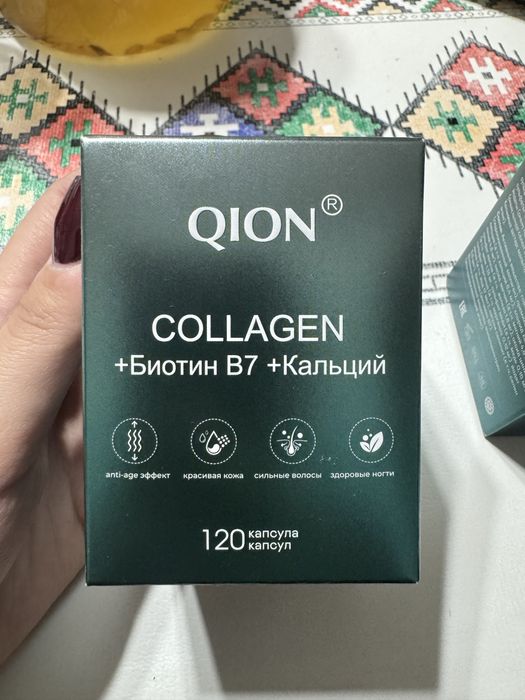 QION®
COLLAGEN
+Биотин B7 +Кальций
anti-age эффект
красивая кожа
сильные волосы
здоровые ногти
120 капсула
капсул